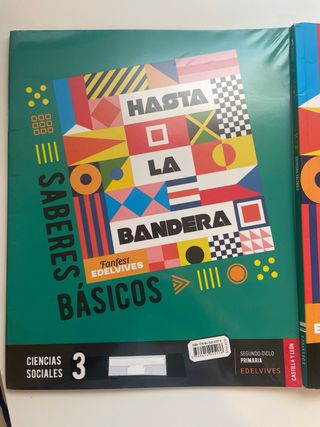 HASTA
LA
BANDERA
Fanfest
EDELVIVES
SABERES
BÁSICOS
CIENCIAS
SOCIALES
3
SEGUNDO CICLO
PRIMARIA
EDELVIVES
CASTILLA Y LEÓN